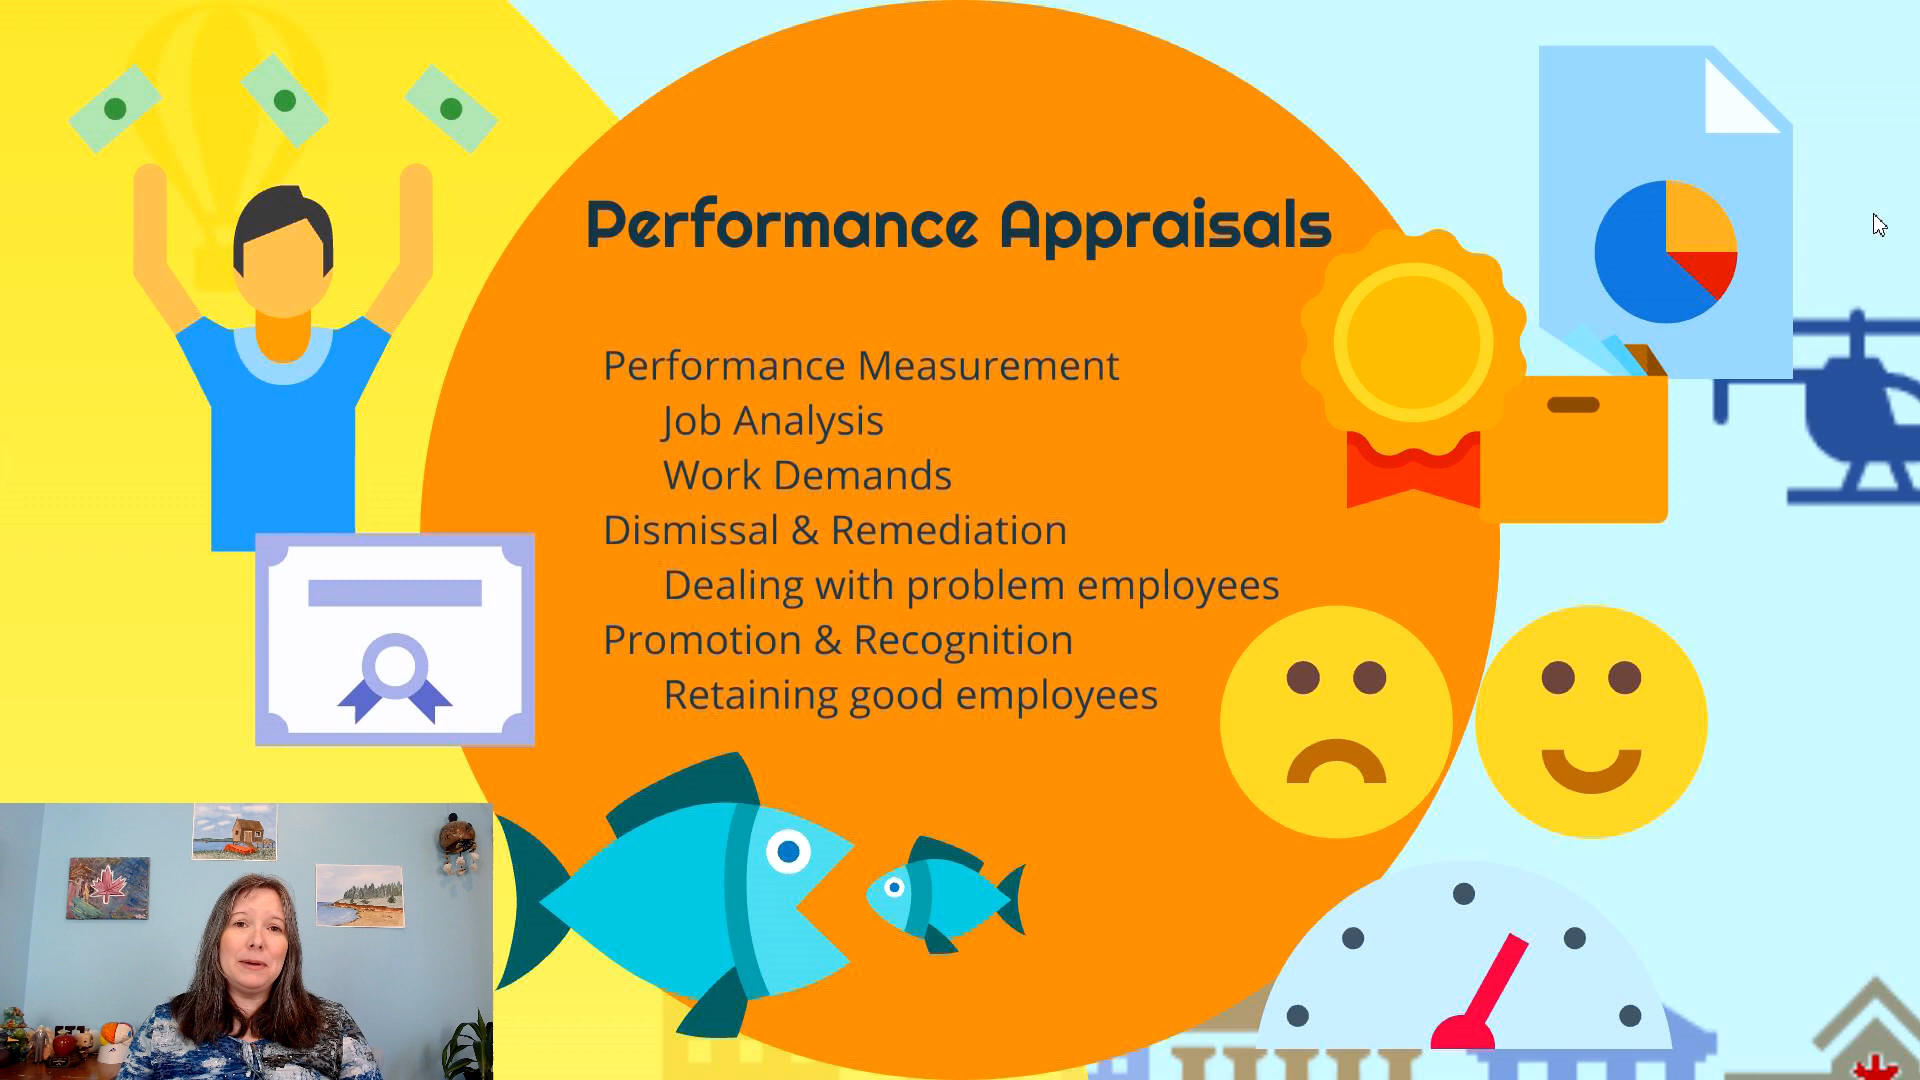 Performance Appraisals
Performance Measurement
Job Analysis
Work Demands
Dismissal & Remediation
Dealing with problem employees
Promotion & Recognition
Retaining good employees